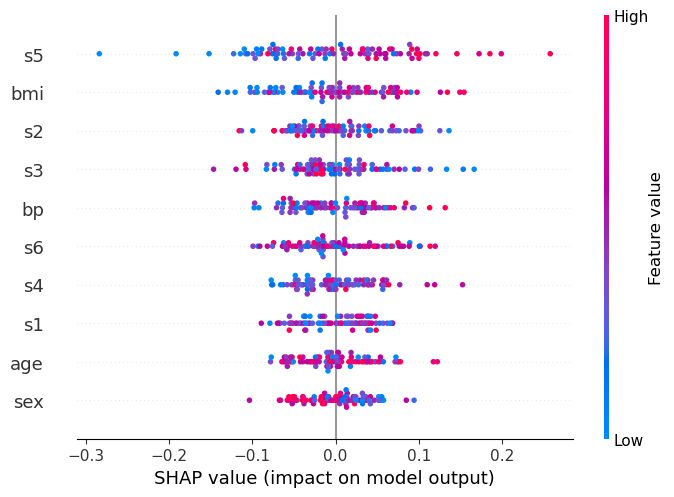 High
s5
bmi
s2
s3
bp
s6
s4
s1
age
sex
Feature value
Low
−0.3
−0.2
−0.1
0.0
0.1
0.2
SHAP value (impact on model output)